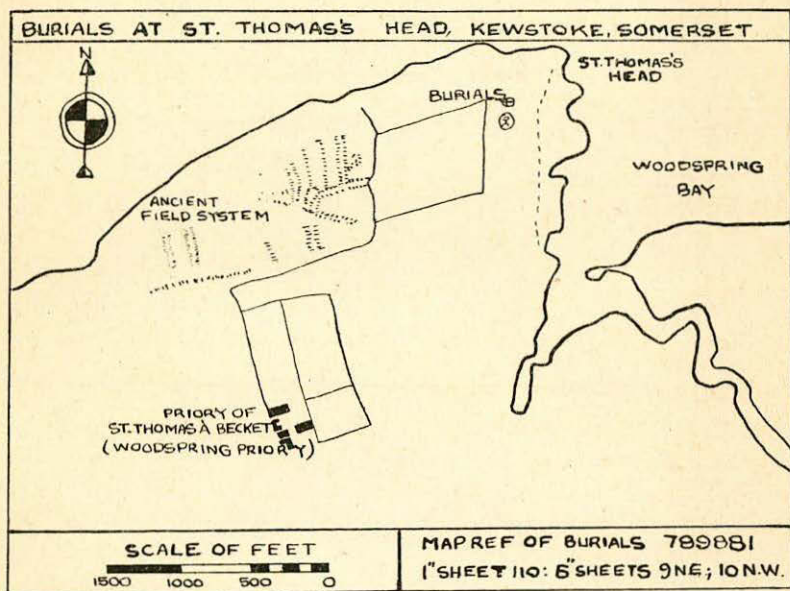 BURIALS AT ST. THOMAS'S HEAD, KEWSTOKE, SOMERSET
N
ST. THOMAS'S
HEAD
BURIALS
WOODSPRING
BAY
ANCIENT
FIELD SYSTEM
PRIORY OF
ST. THOMAS À BECKETT
(WOODSPRING PRIORY)
SCALE OF FEET
1500 1000 500 0
MAP REF OF BURIALS 789881
1" SHEET 110: 6" SHEETS 9NE; 10 N.W.